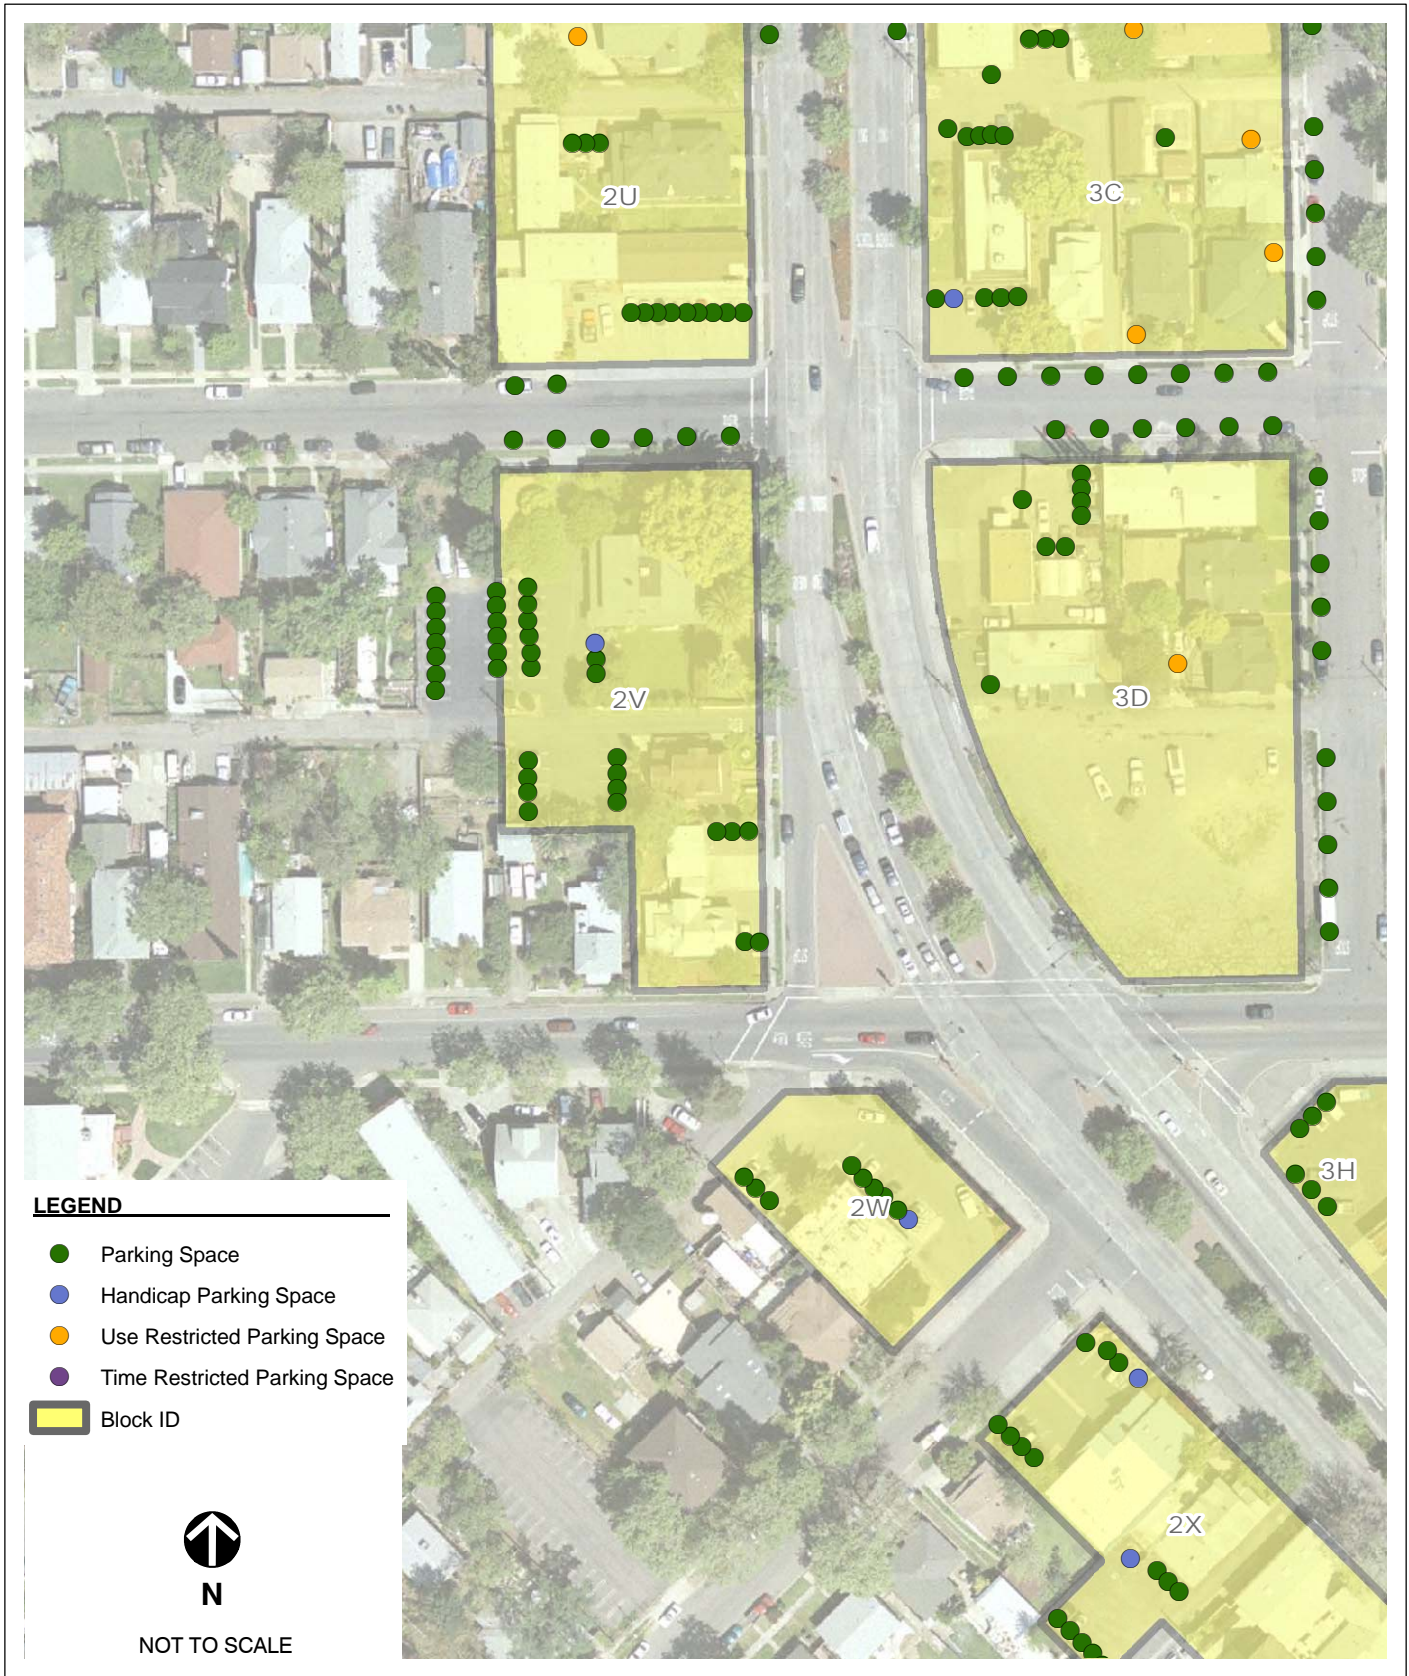 2U
3C
2V
3D
2W
3H
2X
LEGEND
Parking Space
Handicap Parking Space
Use Restricted Parking Space
Time Restricted Parking Space
Block ID
N
NOT TO SCALE